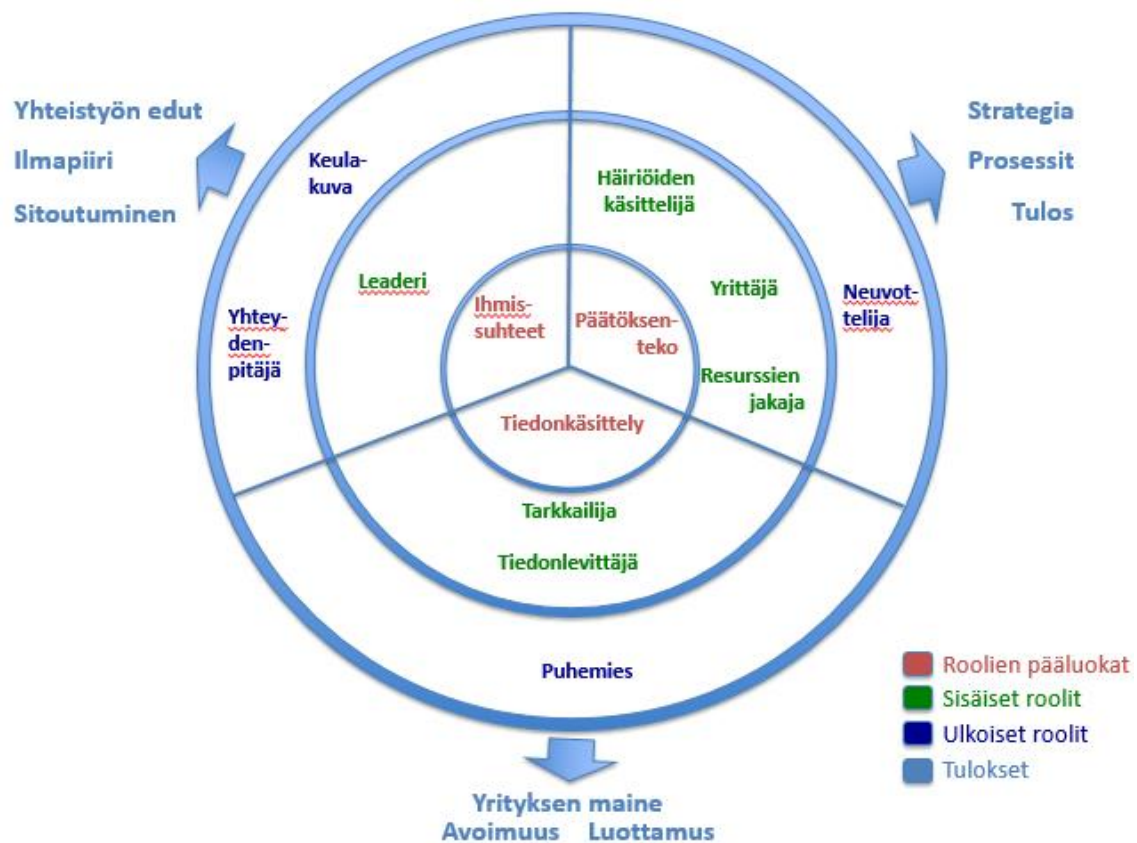 Yhteistyön edut
Ilmapiiri
Sitoutuminen
Strategia
Prosessit
Tulos
Keula-
kuva
Häiriöiden
käsittelijä
Leaderi
Yrittäjä
Neuvot-
telija
Yhtey-
den-
pitäjä
Ihmis-
suhteet
Päätöksen-
teko
Resurssien
jakaja
Tiedonkäsittely
Tarkkailija
Tiedonlevittäjä
Puhemies
Roolien pääluokat
Sisäiset roolit
Ulkoiset roolit
Tulokset
Yrityksen maine
Avoimuus Luottamus